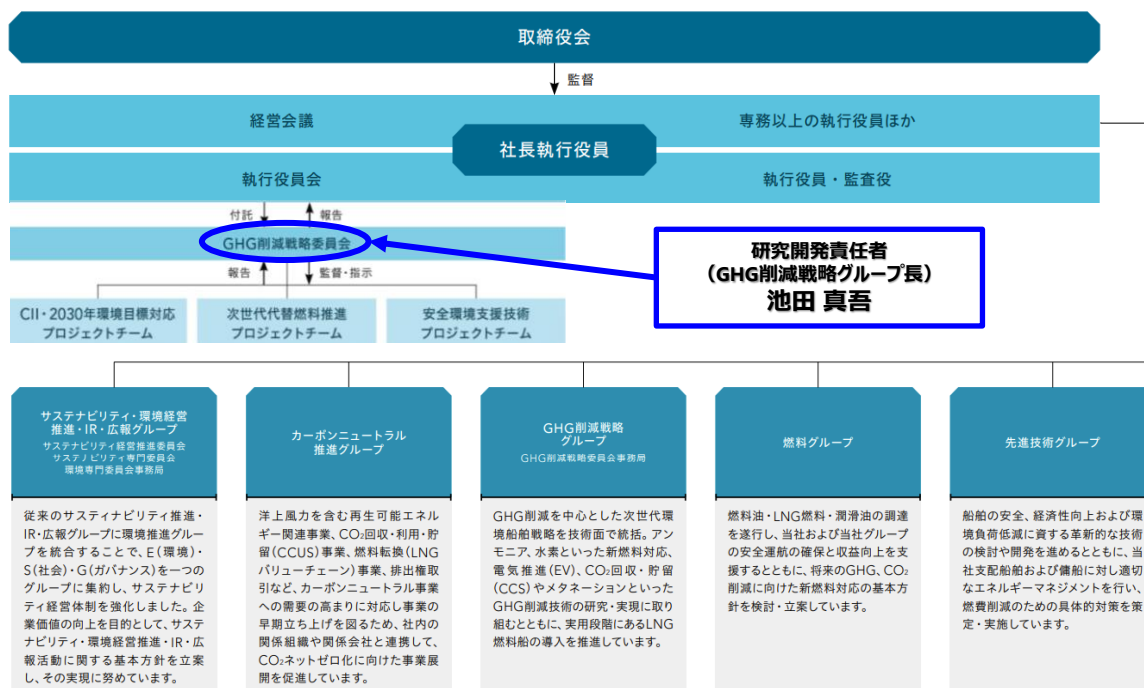 取締役会
監督
経営会議
専務以上の執行役員ほか
社長執行役員
執行役員会
執行役員・監査役
付託
報告
GHG削減戦略委員会
報告
監督・指示
研究開発責任者
（GHG削減戦略グループ長）
池田 真吾
CII・2030年環境目標対応
プロジェクトチーム
次世代代替燃料推進
プロジェクトチーム
安全環境支援技術
プロジェクトチーム
サステナビリティ・環境経営
推進・IR・広報グループ
サステナビリティ経営推進委員会
サステナビリティ専門委員会
環境専門委員会事務局
従来のサスティナビリティ推進・
IR・広報グループに環境推進グルー
プを統合することで、E（環境）・
S（社会）・G（ガバナンス）を一つの
グループに集約し、サステナビリ
ティ経営体制を強化しました。企
業価値の向上を目的として、サステ
ナビリティ・環境経営推進・IR・広
報活動に関する基本方針を立案
し、その実現に努めています。
カーボンニュートラル
推進グループ
洋上風力を含む再生可能エネル
ギー関連事業、CO₂回収・利用・貯
留（CCUS）事業、燃料転換（LNG
バリューチェーン）事業、排出権取
引など、カーボンニュートラル事業
への需要の高まりに対応し事業の
早期立ち上げを図るため、社内の
関係組織や関係会社と連携して、
CO₂ネットゼロ化に向けた事業展
開を促進しています。
GHG削減戦略
グループ
GHG削減戦略委員会事務局
GHG削減を中心とした次世代環
境船舶戦略を技術面で統括。アン
モニア、水素といった新燃料対応、
電気推進（EV）、CO₂回収・貯留
（CCS）やメタネーションといった
GHG削減技術の研究・実現に取り
組むとともに、実用段階にあるLNG
燃料船の導入を推進しています。
燃料グループ
燃料油・LNG燃料・潤滑油の調達
を遂行し、当社および当社グループ
の安全運航の確保と収益向上を支
援するとともに、将来のGHG、CO₂
削減に向けた新燃料対応の基本方
針を検討・立案しています。
先進技術グループ
船舶の安全、経済性向上および環
境負荷低減に資する革新的な技術
の検討や開発を進めるとともに、当
社支配船舶および傭船に対し適切
なエネルギーマネジメントを行い、
燃費削減のための具体的対策を策
定・実施しています。